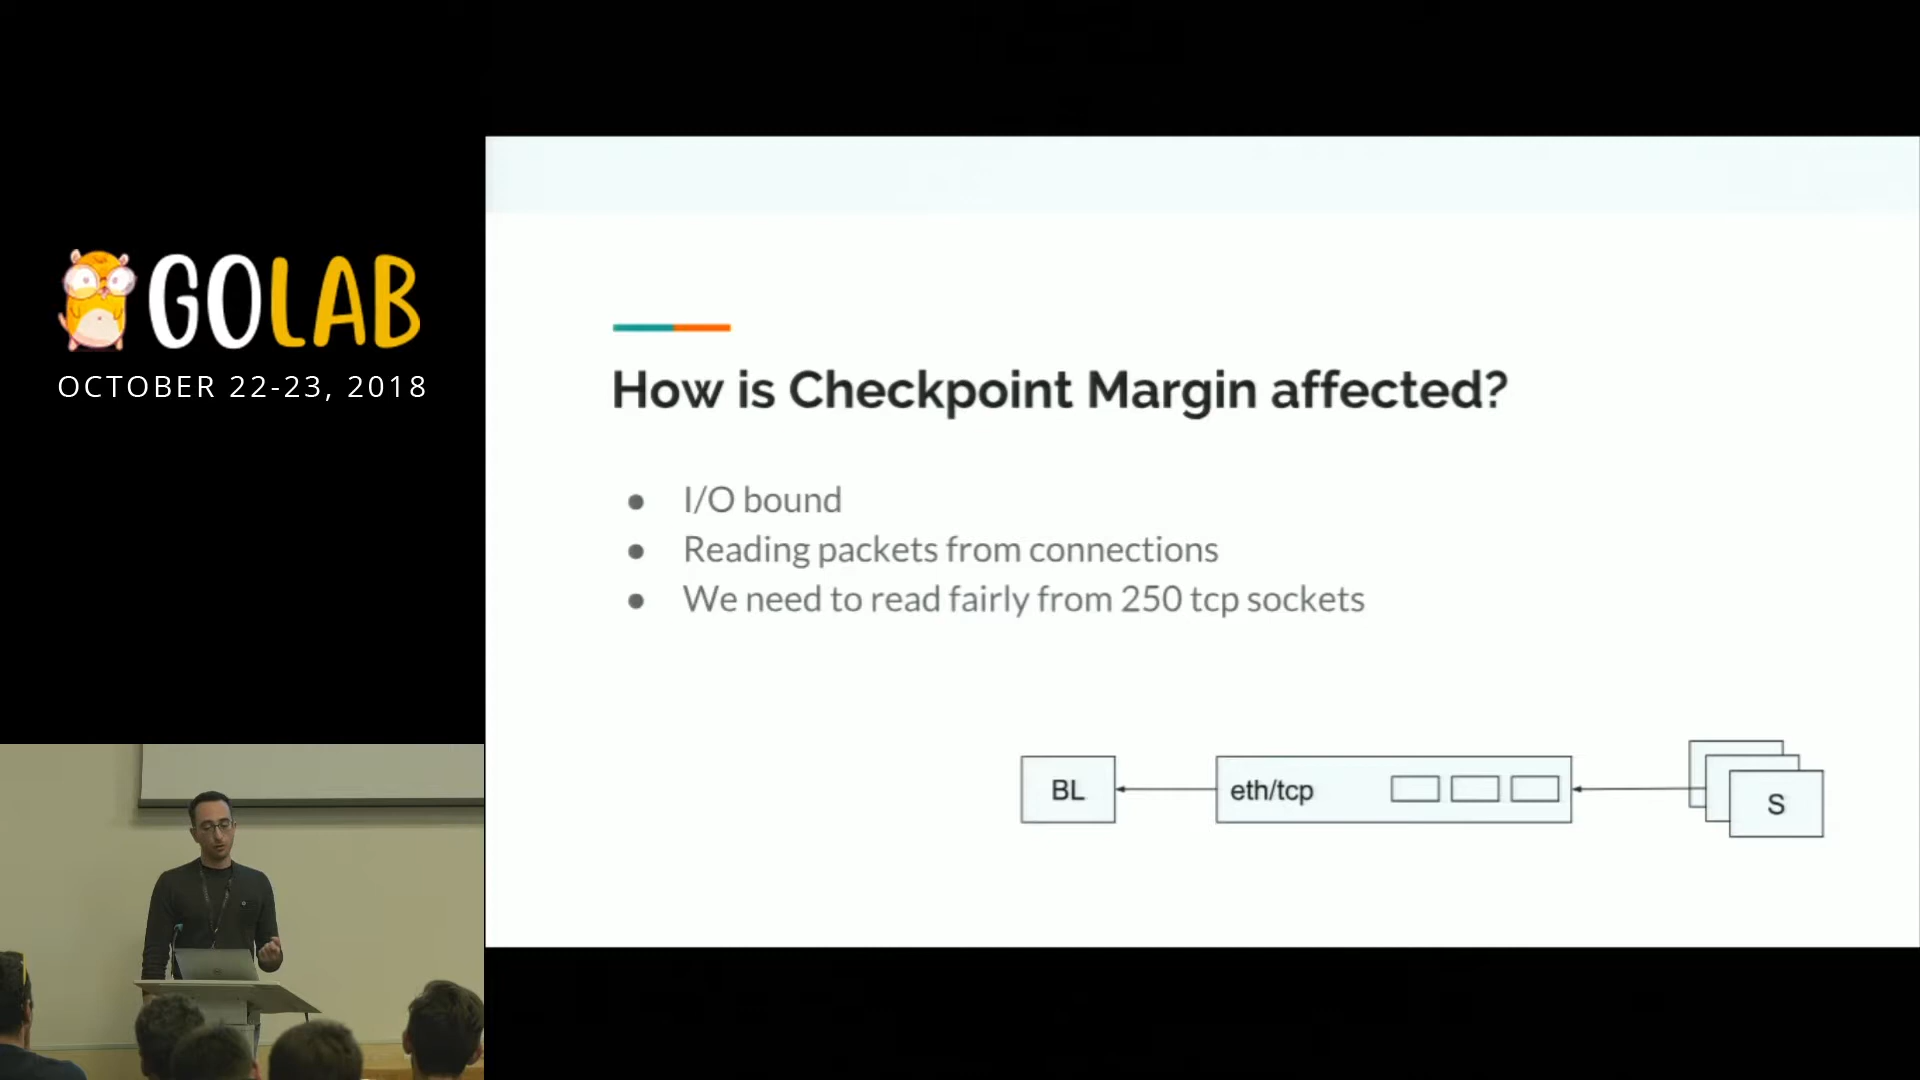 GOLAB
OCTOBER 22-23, 2018
How is Checkpoint Margin affected?
I/O bound
Reading packets from connections
We need to read fairly from 250 tcp sockets
BL
eth/tcp
S